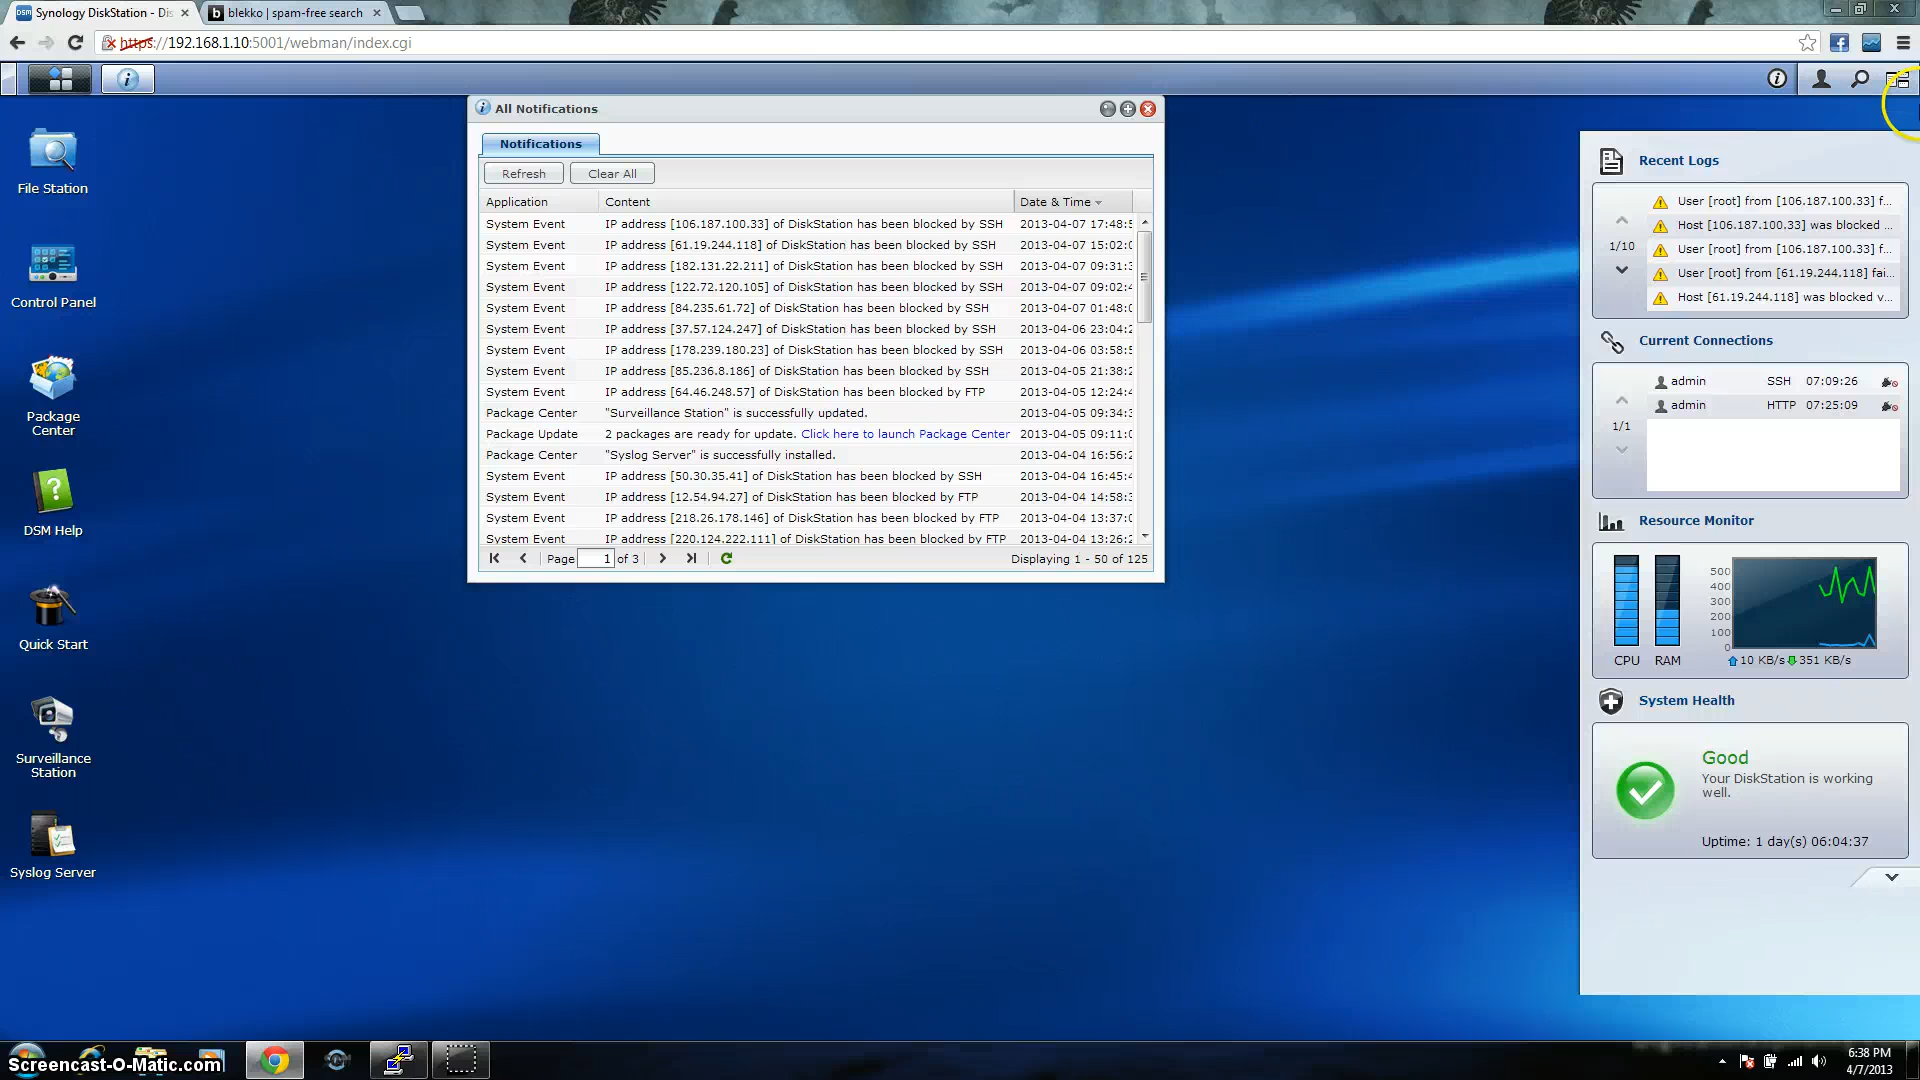 Synology DiskStation - Dis
blekko | spam-free search
https://192.168.1.10:5001/webman/index.cgi
All Notifications
Notifications
Refresh
Clear All
Application Content Date & Time
System Event IP address [106.187.100.33] of DiskStation has been blocked by SSH 2013-04-07 17:48:5
System Event IP address [61.19.244.118] of DiskStation has been blocked by SSH 2013-04-07 15:02:0
System Event IP address [182.131.22.211] of DiskStation has been blocked by SSH 2013-04-07 09:31:3
System Event IP address [122.72.120.105] of DiskStation has been blocked by SSH 2013-04-07 09:02:4
System Event IP address [84.235.61.72] of DiskStation has been blocked by SSH 2013-04-07 01:48:0
System Event IP address [37.57.124.247] of DiskStation has been blocked by SSH 2013-04-06 23:04:2
System Event IP address [178.239.180.23] of DiskStation has been blocked by SSH 2013-04-06 03:58:5
System Event IP address [85.236.8.186] of DiskStation has been blocked by SSH 2013-04-05 21:38:2
System Event IP address [64.46.248.57] of DiskStation has been blocked by FTP 2013-04-05 12:24:4
Package Center "Surveillance Station" is successfully updated. 2013-04-05 09:34:3
Package Update 2 packages are ready for update. Click here to launch Package Center 2013-04-05 09:11:0
Package Center "Syslog Server" is successfully installed. 2013-04-04 16:56:2
System Event IP address [50.30.35.41] of DiskStation has been blocked by SSH 2013-04-04 16:45:4
System Event IP address [12.54.94.27] of DiskStation has been blocked by FTP 2013-04-04 14:58:3
System Event IP address [218.26.178.146] of DiskStation has been blocked by FTP 2013-04-04 13:37:0
System Event IP address [220.124.222.111] of DiskStation has been blocked by FTP 2013-04-04 13:26:2
Page 1 of 3
Displaying 1 - 50 of 125
File Station
Control Panel
Package
Center
DSM Help
Quick Start
Surveillance
Station
Syslog Server
Recent Logs
User [root] from [106.187.100.33] f...
Host [106.187.100.33] was blocked ...
1/10
User [root] from [106.187.100.33] f...
User [root] from [61.19.244.118] fai...
Host [61.19.244.118] was blocked v...
Current Connections
admin SSH 07:09:26
admin HTTP 07:25:09
1/1
Resource Monitor
500
400
300
200
100
0
CPU RAM 10 KB/s 351 KB/s
System Health
Good
Your DiskStation is working
well.
Uptime: 1 day(s) 06:04:37
Screencast-O-Matic.com
6:38 PM
4/7/2013